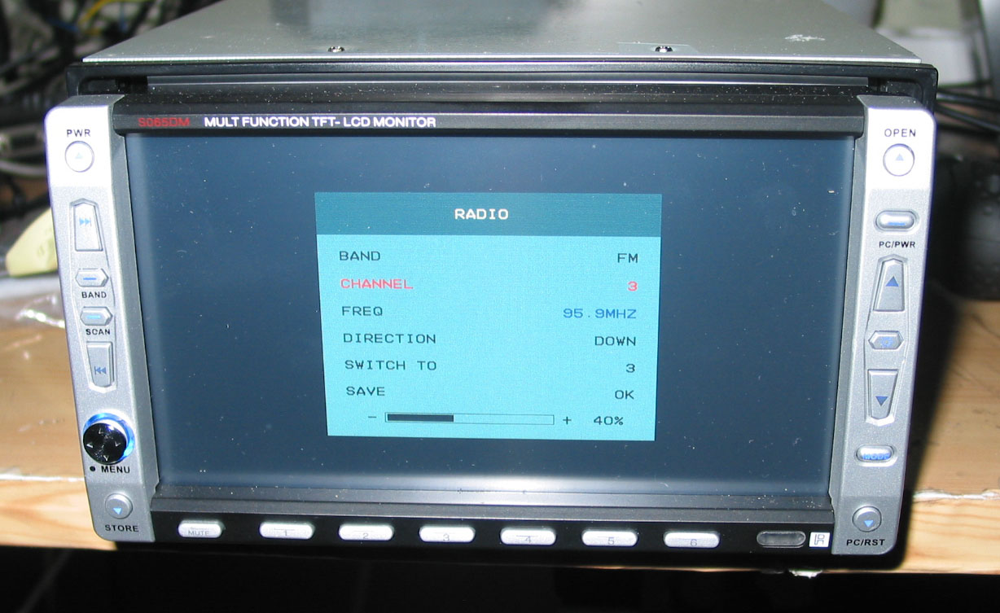 S065DM MULT FUNCTION TFT- LCD MONITOR
PWR
OPEN
RADIO
BAND FM
CHANNEL 3
FREQ 95.9MHZ
DIRECTION DOWN
SWITCH TO 3
SAVE OK
- + 40%
BAND
SCAN
MENU
STORE
PC/PWR
MODE
PC/RST
MUTE 1 2 3 4 5 6
IR